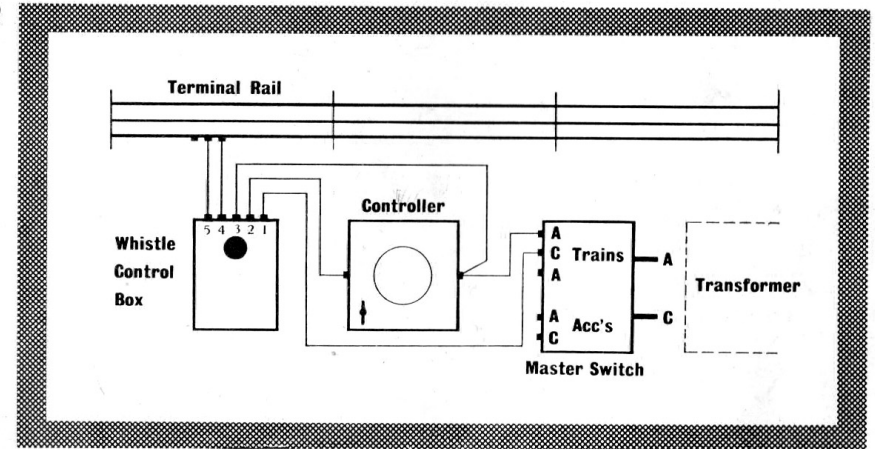 Terminal Rail
5 4 3 2 1
Whistle
Control
Box
Controller
A
C Trains
A
A Acc's
C
A
C
Transformer
Master Switch